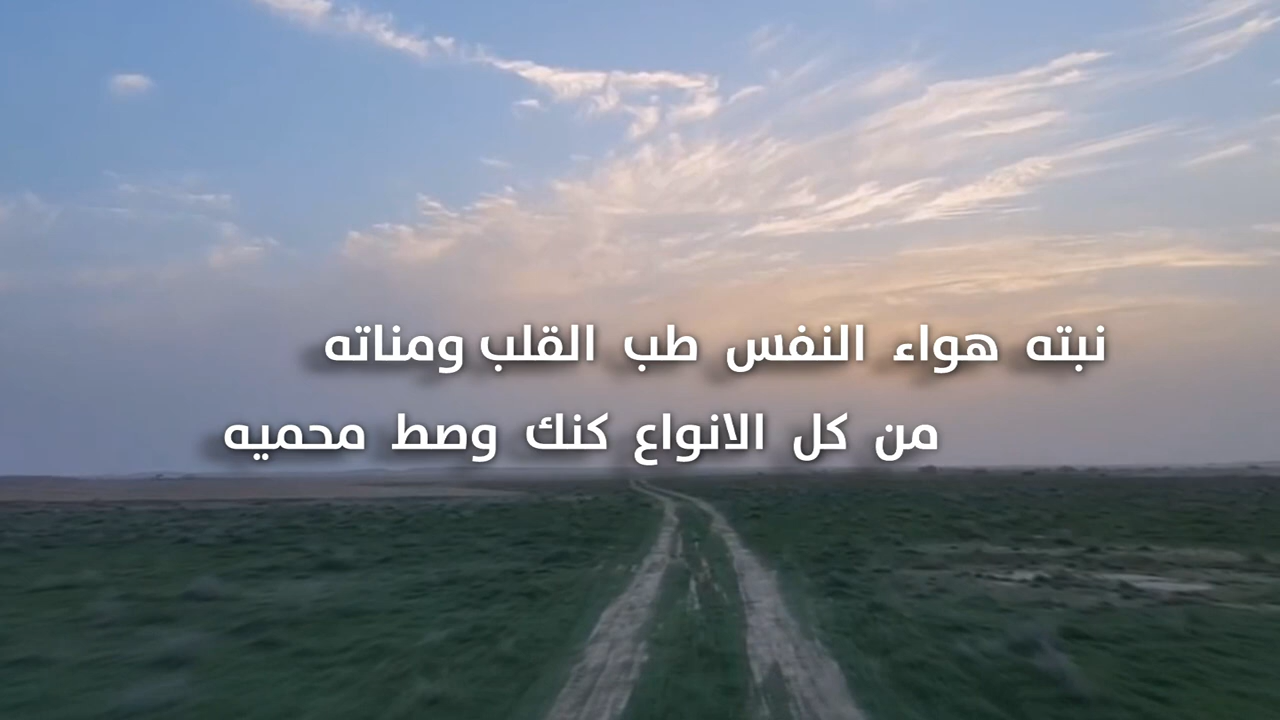 نبته هواء النفس طب القلب ومناته
من كل الانواع كنك وصط محميه